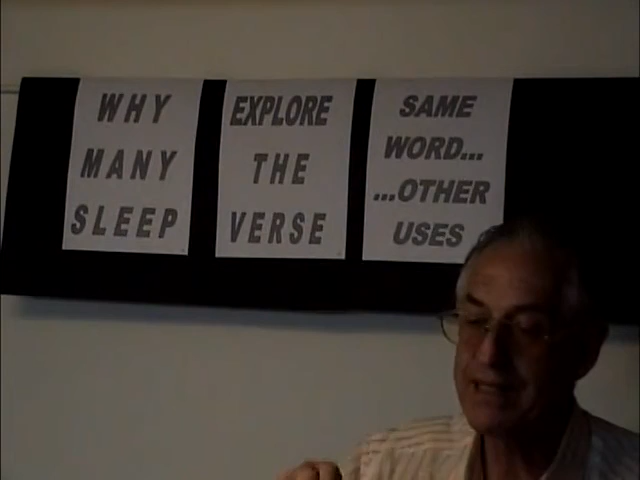 WHY
MANY
SLEEP
EXPLORE
THE
VERSE
SAME
WORD...
...OTHER
USES